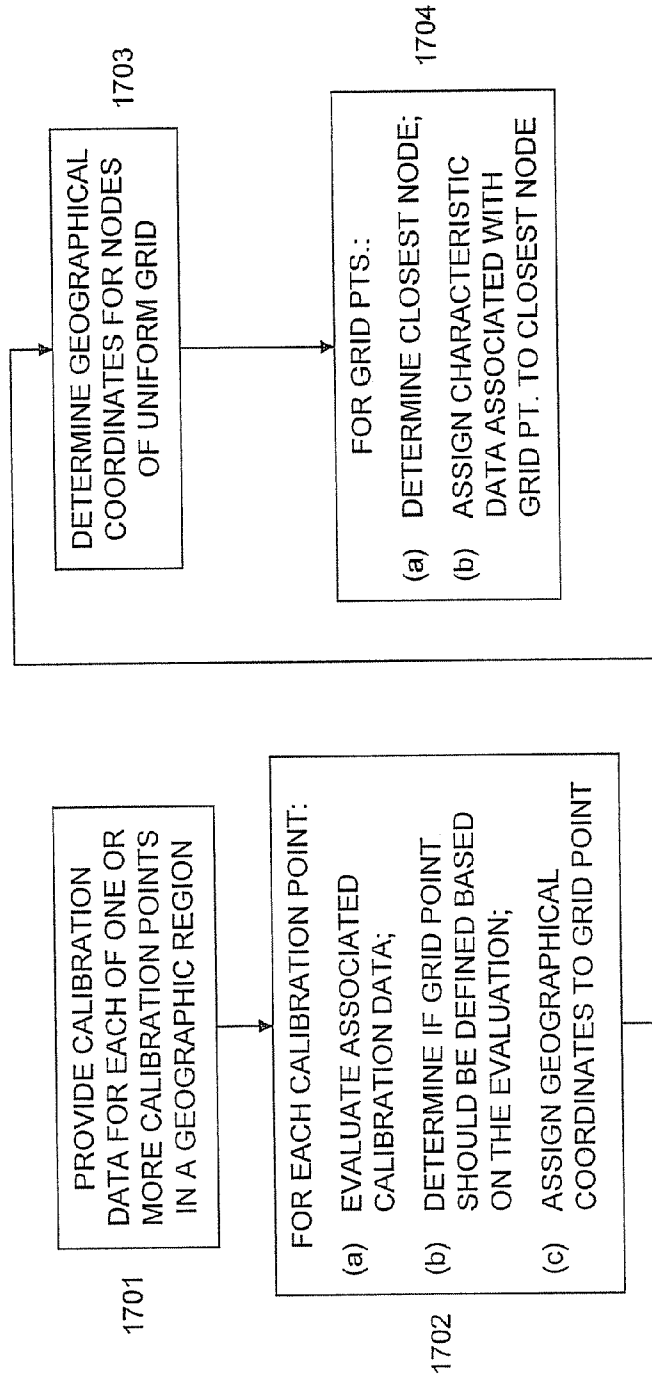 PROVIDE CALIBRATION
DATA FOR EACH OF ONE OR
MORE CALIBRATION POINTS
IN A GEOGRAPHIC REGION
1701
FOR EACH CALIBRATION POINT:
(a) EVALUATE ASSOCIATED
CALIBRATION DATA;
(b) DETERMINE IF GRID POINT
SHOULD BE DEFINED BASED
ON THE EVALUATION;
(c) ASSIGN GEOGRAPHICAL
COORDINATES TO GRID POINT
1702
DETERMINE GEOGRAPHICAL
COORDINATES FOR NODES
OF UNIFORM GRID
1703
FOR GRID PTS.:
(a) DETERMINE CLOSEST NODE;
(b) ASSIGN CHARACTERISTIC
DATA ASSOCIATED WITH
GRID PT. TO CLOSEST NODE
1704